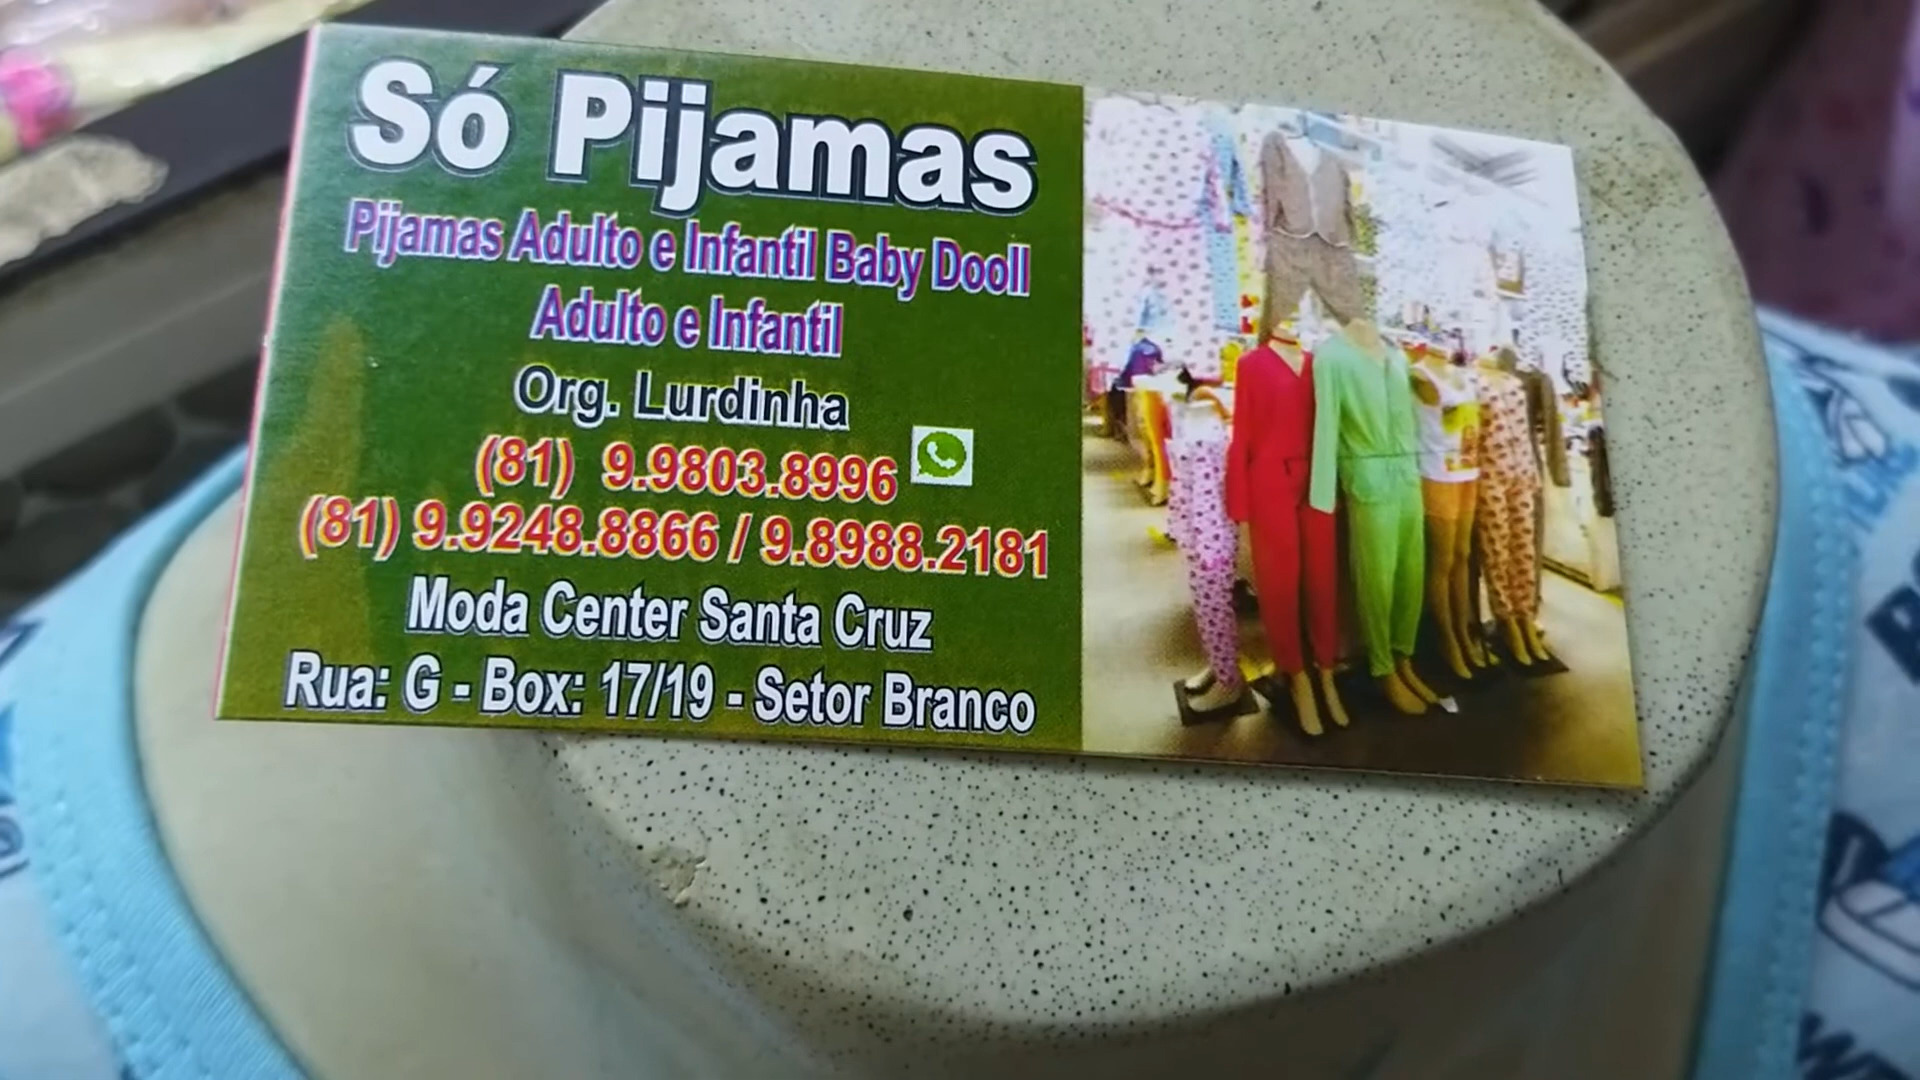 Só Pijamas
Pijamas Adulto e Infantil Baby Dooll
Adulto e Infantil
Org. Lurdinha
(81) 9.9803.8996
(81) 9.9248.8866 / 9.8988.2181
Moda Center Santa Cruz
Rua: G - Box: 17/19 - Setor Branco